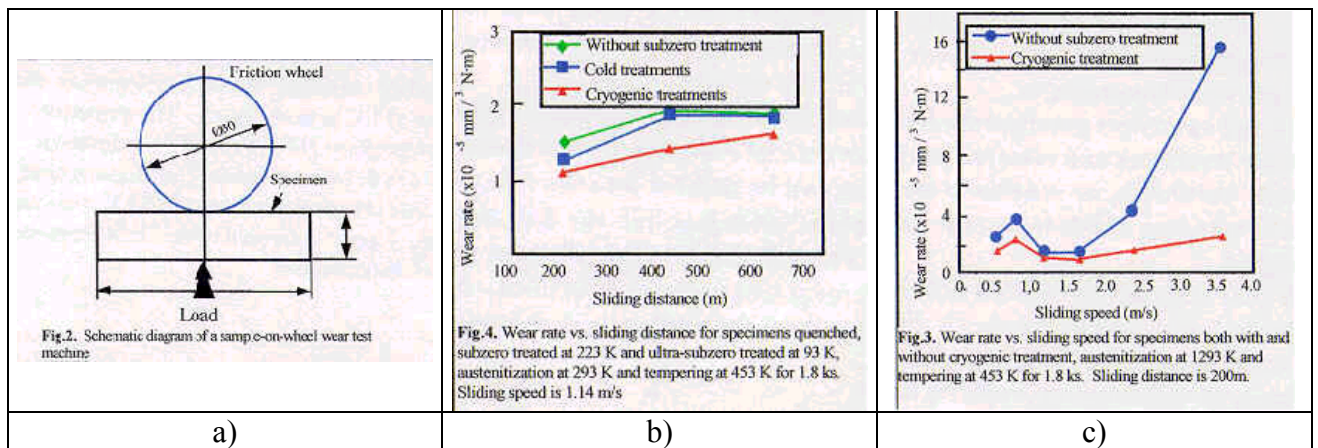 Friction wheel
Ø80
Specimen
Load
Fig.2. Schematic diagram of a sample-on-wheel wear test
machine
a)
3
2
1
Wear rate (x10 -5 mm / 3 N·m)
Without subzero treatment
Cold treatments
Cryogenic treatments
100 200 300 400 500 600 700
Sliding distance (m)
Fig.4. Wear rate vs. sliding distance for specimens quenched,
subzero treated at 223 K and ultra-subzero treated at 93 K,
austenitization at 293 K and tempering at 453 K for 1.8 ks.
Sliding speed is 1.14 m/s
b)
16
12
8
4
0
Wear rate (x10 -5 mm / 3 N·m)
Without subzero treatment
Cryogenic treatment
0. 0.5 1,0 1.5 2.0 2.5 3.0 3.5 4.0
Sliding speed (m/s)
Fig.3. Wear rate vs. sliding speed for specimens both with and
without cryogenic treatment, austenitization at 1293 K and
tempering at 453 K for 1.8 ks. Sliding distance is 200m.
c)